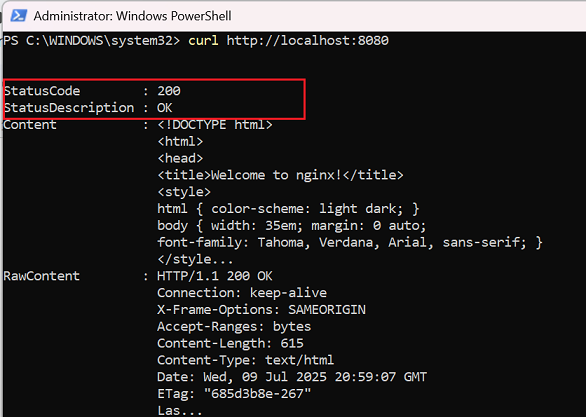 Administrator: Windows PowerShell
PS C:\WINDOWS\system32> curl http://localhost:8080
StatusCode        : 200
StatusDescription : OK
Content           : <!DOCTYPE html>
                    <html>
                    <head>
                    <title>Welcome to nginx!</title>
                    <style>
                    html { color-scheme: light dark; }
                    body { width: 35em; margin: 0 auto;
                    font-family: Tahoma, Verdana, Arial, sans-serif; }
                    </style...
RawContent        : HTTP/1.1 200 OK
                    Connection: keep-alive
                    X-Frame-Options: SAMEORIGIN
                    Accept-Ranges: bytes
                    Content-Length: 615
                    Content-Type: text/html
                    Date: Wed, 09 Jul 2025 20:59:07 GMT
                    ETag: "685d3b8e-267"
                    Las...